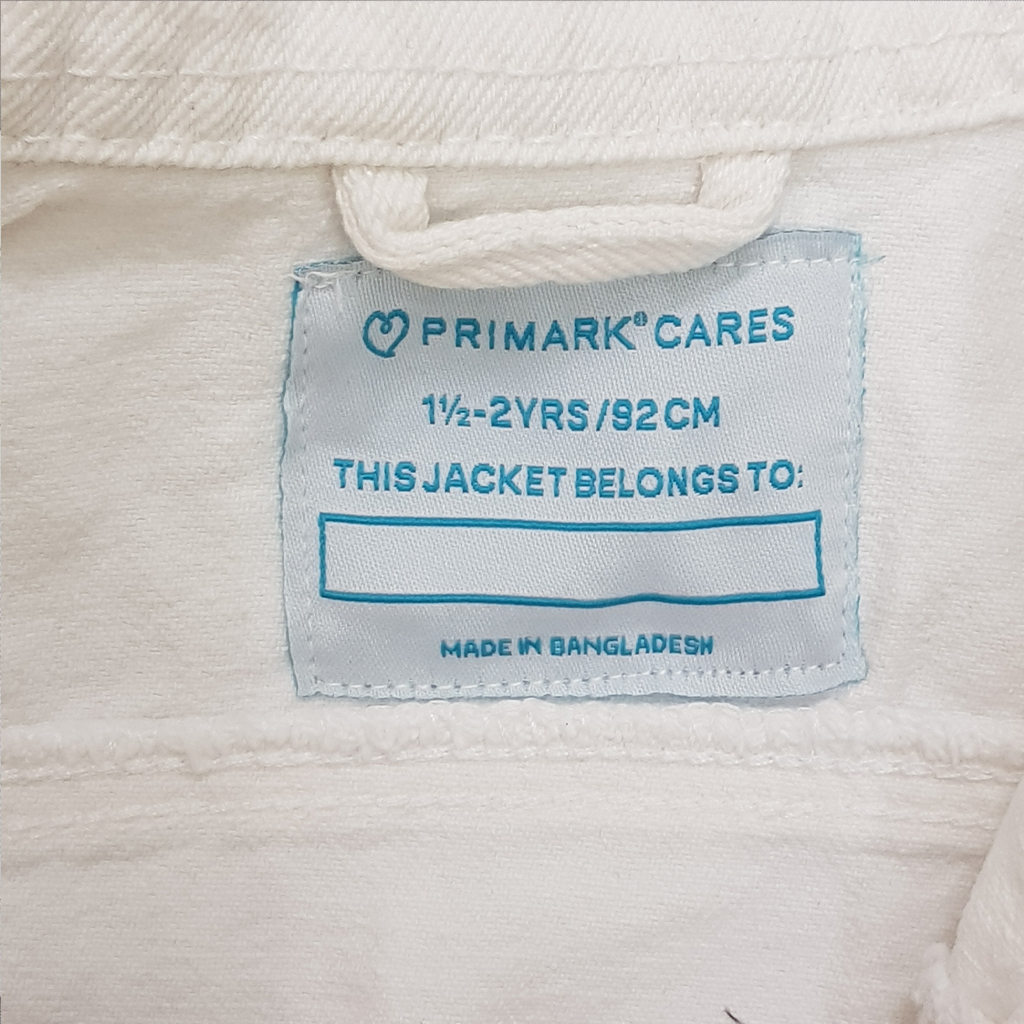 PRIMARK® CARES
1½-2YRS/92CM
THIS JACKET BELONGS TO:
MADE IN BANGLADESH